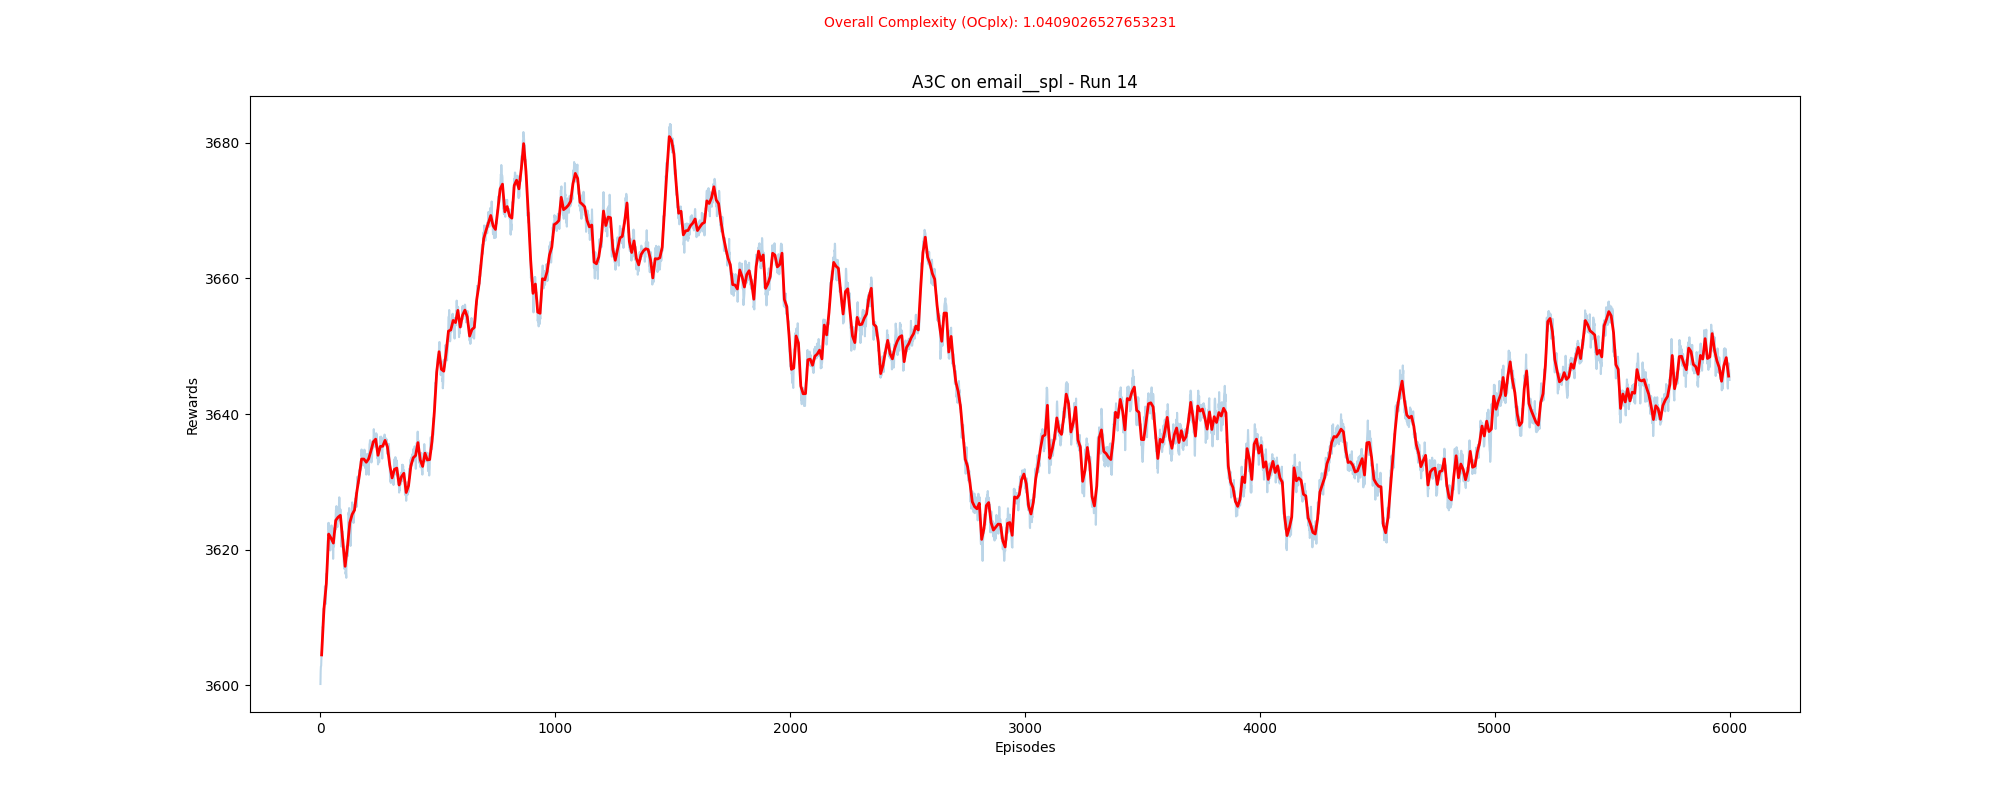 Overall Complexity (OCplx): 1.0409026527653231
A3C on email__spl - Run 14
3680
3660
3640
3620
3600
Rewards
0 1000 2000 3000 4000 5000 6000
Episodes